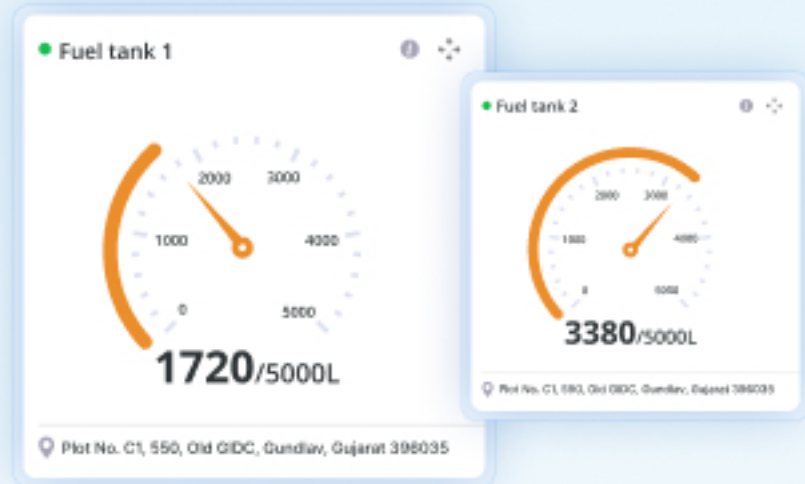 Fuel tank 1
2000 3000
1000 4000
0 5000
1720/5000L
Plot No. C1, 550, Old GIDC, Gundlav, Gujarat 396035
Fuel tank 2
2000 3000
1000 4000
0 5000
3380/5000L
Plot No. C1, 550, Old GIDC, Gundlav, Gujarat 396035